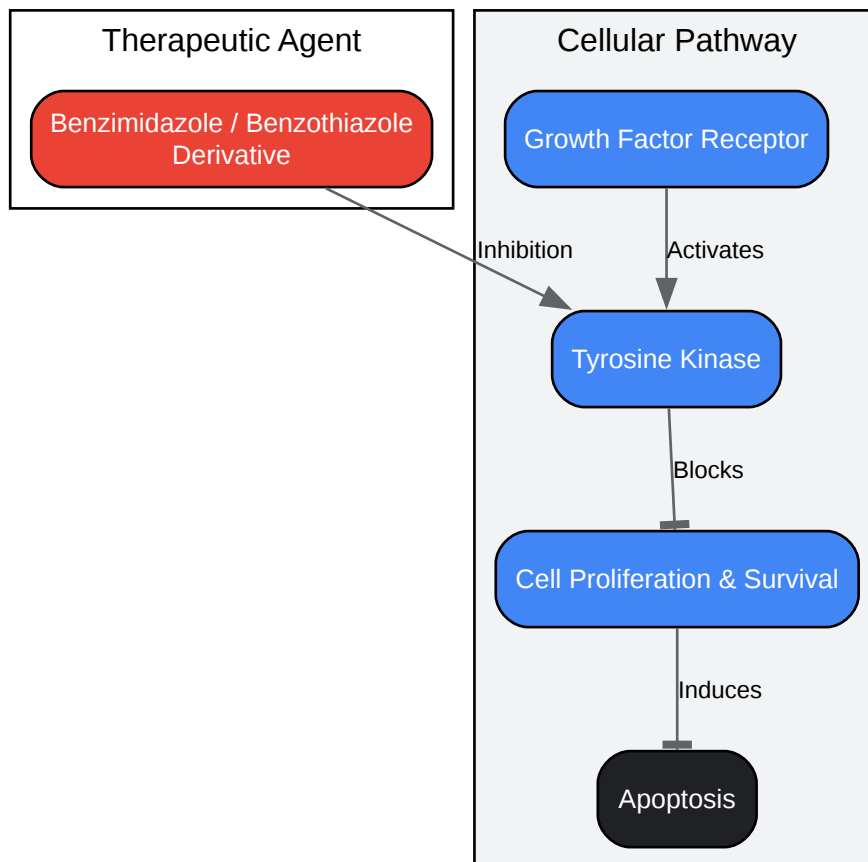 Therapeutic Agent
Cellular Pathway
Benzimidazole / Benzothiazole
Derivative
Growth Factor Receptor
Inhibition
Activates
Tyrosine Kinase
Blocks
Cell Proliferation & Survival
Induces
Apoptosis